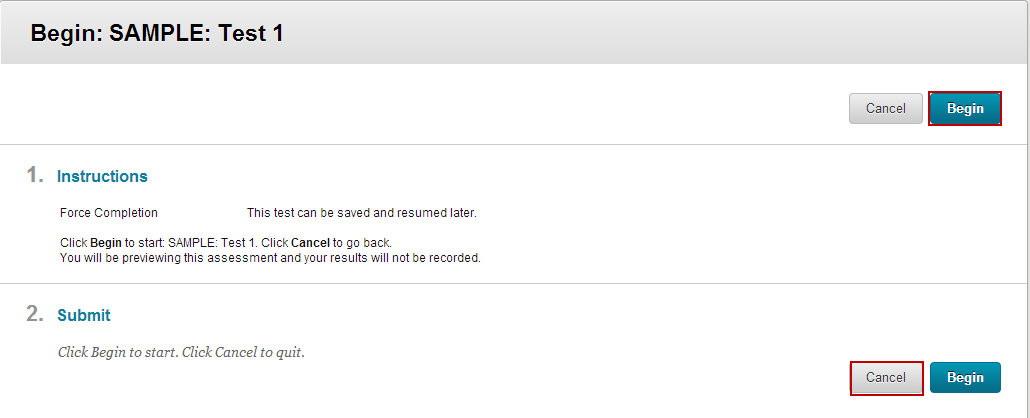 Begin: SAMPLE: Test 1
Cancel Begin
1. Instructions
Force Completion This test can be saved and resumed later.
Click Begin to start: SAMPLE: Test 1. Click Cancel to go back.
You will be previewing this assessment and your results will not be recorded.
2. Submit
Click Begin to start. Click Cancel to quit.
Cancel Begin